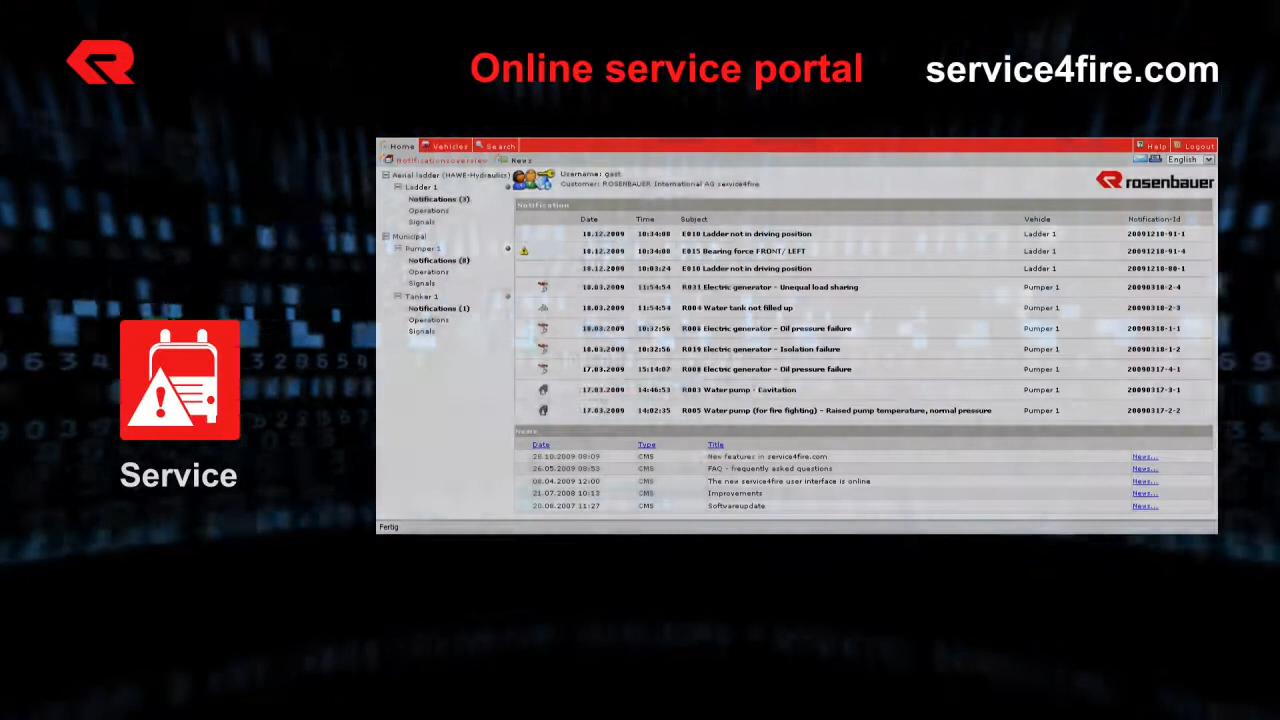 Online service portal service4fire.com
Home Vehicles Search Help Logout
Notificationsoverview News English
Aerial ladder (HAWE-Hydraulics)
Ladder 1
Notifications (3)
Operations
Signals
Municipal
Pumper 1
Notifications (8)
Operations
Signals
Tanker 1
Notifications (1)
Operations
Signals
Username: gast
Customer: ROSENBAUER International AG service4fire
rosenbauer
Notification
Date Time Subject Vehicle Notification-Id
18.12.2009 10:34:08 E010 Ladder not in driving position Ladder 1 20091218-91-1
18.12.2009 10:34:08 E015 Bearing force FRONT/ LEFT Ladder 1 20091218-91-4
18.12.2009 10:03:24 E010 Ladder not in driving position Ladder 1 20091218-80-1
18.03.2009 11:54:54 R031 Electric generator - Unequal load sharing Pumper 1 20090318-2-4
18.03.2009 11:54:54 R004 Water tank not filled up Pumper 1 20090318-2-3
18.03.2009 10:32:56 R008 Electric generator - Oil pressure failure Pumper 1 20090318-1-1
18.03.2009 10:32:56 R019 Electric generator - Isolation failure Pumper 1 20090318-1-2
17.03.2009 15:14:07 R008 Electric generator - Oil pressure failure Pumper 1 20090317-4-1
17.03.2009 14:46:53 R003 Water pump - Cavitation Pumper 1 20090317-3-1
17.03.2009 14:02:35 R005 Water pump (for fire fighting) - Raised pump temperature, normal pressure Pumper 1 20090317-2-2
News
Date Type Title
28.10.2009 08:09 CMS New features in service4fire.com News...
26.05.2009 08:53 CMS FAQ - frequently asked questions News...
08.04.2009 12:00 CMS The new service4fire user interface is online News...
21.07.2008 10:13 CMS Improvements News...
20.08.2007 11:27 CMS Softwareupdate News...
Fertig
Service